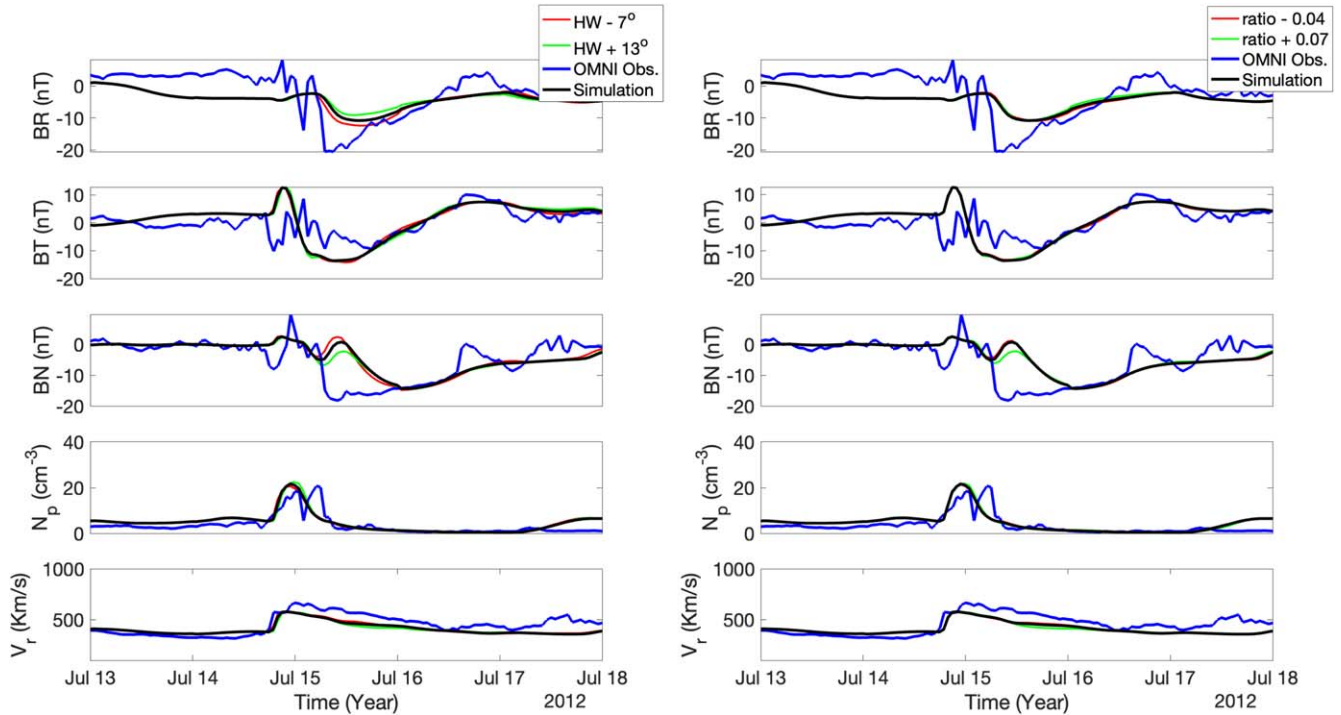 HW - 7°
HW + 13°
OMNI Obs.
Simulation
BR (nT)
0
-10
-20
BT (nT)
10
0
-10
-20
BN (nT)
10
0
-10
-20
Np (cm-3)
40
20
0
Vr (Km/s)
1000
500
Jul 13 Jul 14 Jul 15 Jul 16 Jul 17 Jul 18
Time (Year) 2012
ratio - 0.04
ratio + 0.07
OMNI Obs.
Simulation
BR (nT)
0
-10
-20
BT (nT)
10
0
-10
-20
BN (nT)
10
0
-10
-20
Np (cm-3)
40
20
0
Vr (Km/s)
1000
500
Jul 13 Jul 14 Jul 15 Jul 16 Jul 17 Jul 18
Time (Year) 2012